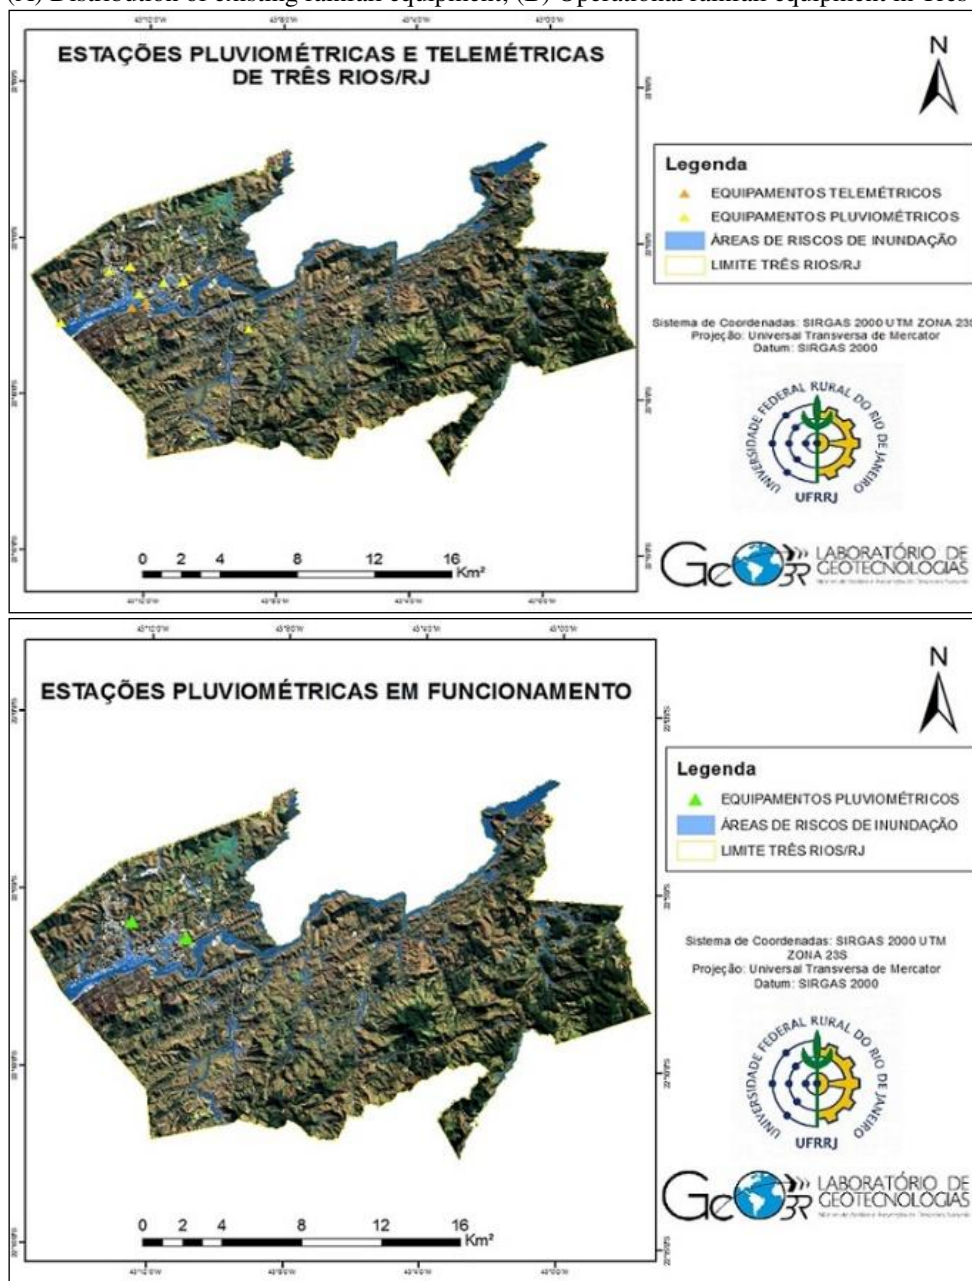 (A) Distribution of existing rainfall equipment; (B) Operational rainfall equipment in Três
ESTAÇÕES PLUVIOMÉTRICAS E TELEMÉTRICAS
DE TRÊS RIOS/RJ
N
Legenda
EQUIPAMENTOS TELEMÉTRICOS
EQUIPAMENTOS PLUVIOMÉTRICOS
ÁREAS DE RISCOS DE INUNDAÇÃO
LIMITE TRÊS RIOS/RJ
Sistema de Coordenadas: SIRGAS 2000 UTM ZONA 23S
Projeção: Universal Transversa de Mercator
Datum: SIRGAS 2000
UNIVERSIDADE FEDERAL RURAL DO RIO DE JANEIRO
UFRRJ
0 2 4 8 12 16
Km²
GeO3R LABORATÓRIO DE
GEOTECNOLOGIAS
ESTAÇÕES PLUVIOMÉTRICAS EM FUNCIONAMENTO
N
Legenda
EQUIPAMENTOS PLUVIOMÉTRICOS
ÁREAS DE RISCOS DE INUNDAÇÃO
LIMITE TRÊS RIOS/RJ
Sistema de Coordenadas: SIRGAS 2000 UTM
ZONA 23S
Projeção: Universal Transversa de Mercator
Datum: SIRGAS 2000
UNIVERSIDADE FEDERAL RURAL DO RIO DE JANEIRO
UFRRJ
0 2 4 8 12 16
Km²
GeO3R LABORATÓRIO DE
GEOTECNOLOGIAS